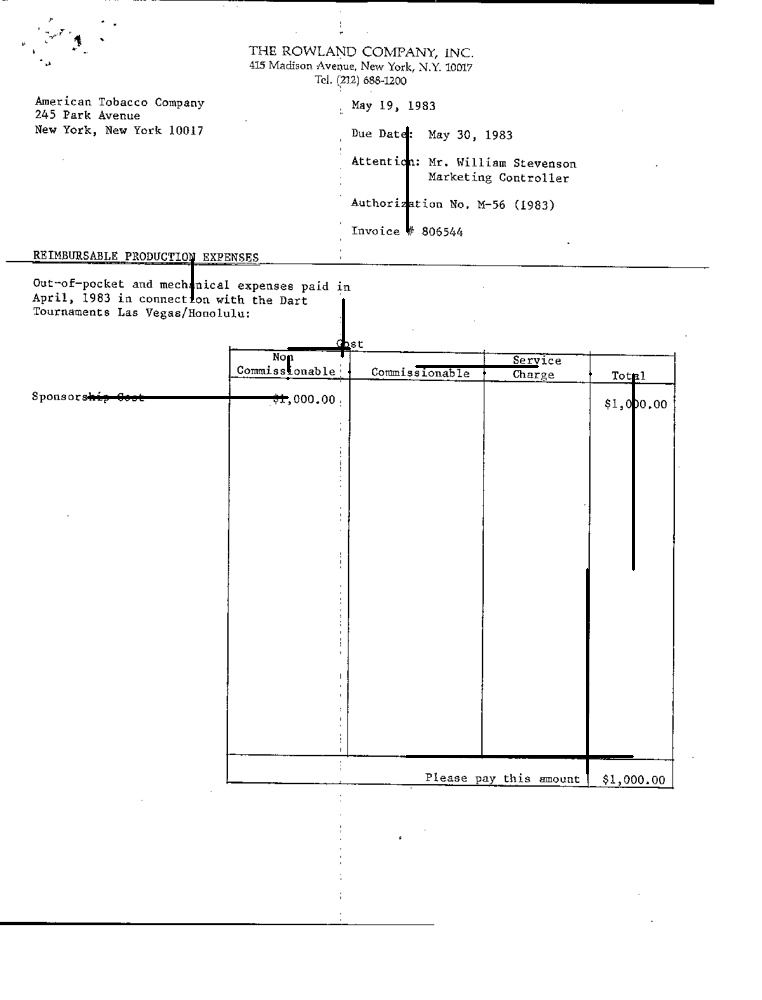 THE ROWLAND COMPANY, INC.
415 Madison Avenue, New York, N.Y. 10017
Tel. (212) 688-1200
American Tobacco Company
245 Park Avenue
New York, New York 10017
May 19, 1983
Due Date: May 30, 1983
Attention: Mr. William Stevenson
Marketing Controller
Authorization No. M-56 (1983)
Invoice # 806544
REIMBURSABLE PRODUCTION EXPENSES
Out-of-pocket and mechanical expenses paid in
April, 1983 in connection with the Dart
Tournaments Las Vegas/Honolulu:
Cost
Non Commissionable
Commissionable
Service Charge
Total
Sponsorship Cost $1,000.00 $1,000.00
Please pay this amount $1,000.00